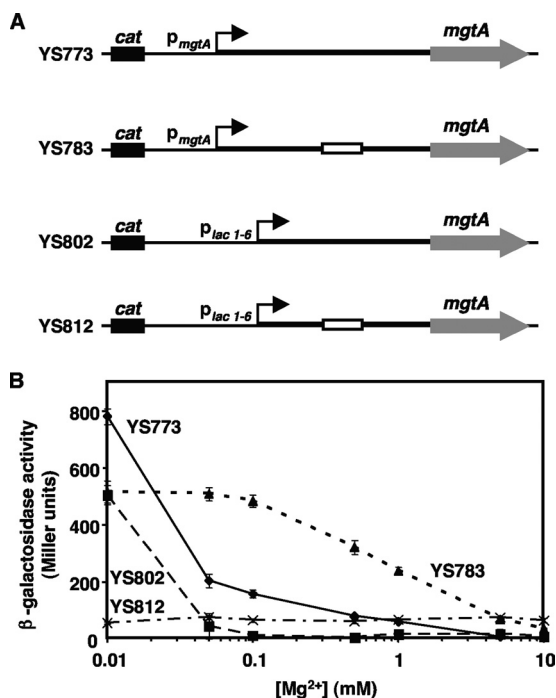 A
YS773 cat pmgtA mgtA
YS783 cat pmgtA mgtA
YS802 cat plac 1-6 mgtA
YS812 cat plac 1-6 mgtA
B
β-galactosidase activity
(Miller units)
800
600
400
200
0
YS773
YS783
YS802
YS812
0.01 0.1 1 10
[Mg2+] (mM)